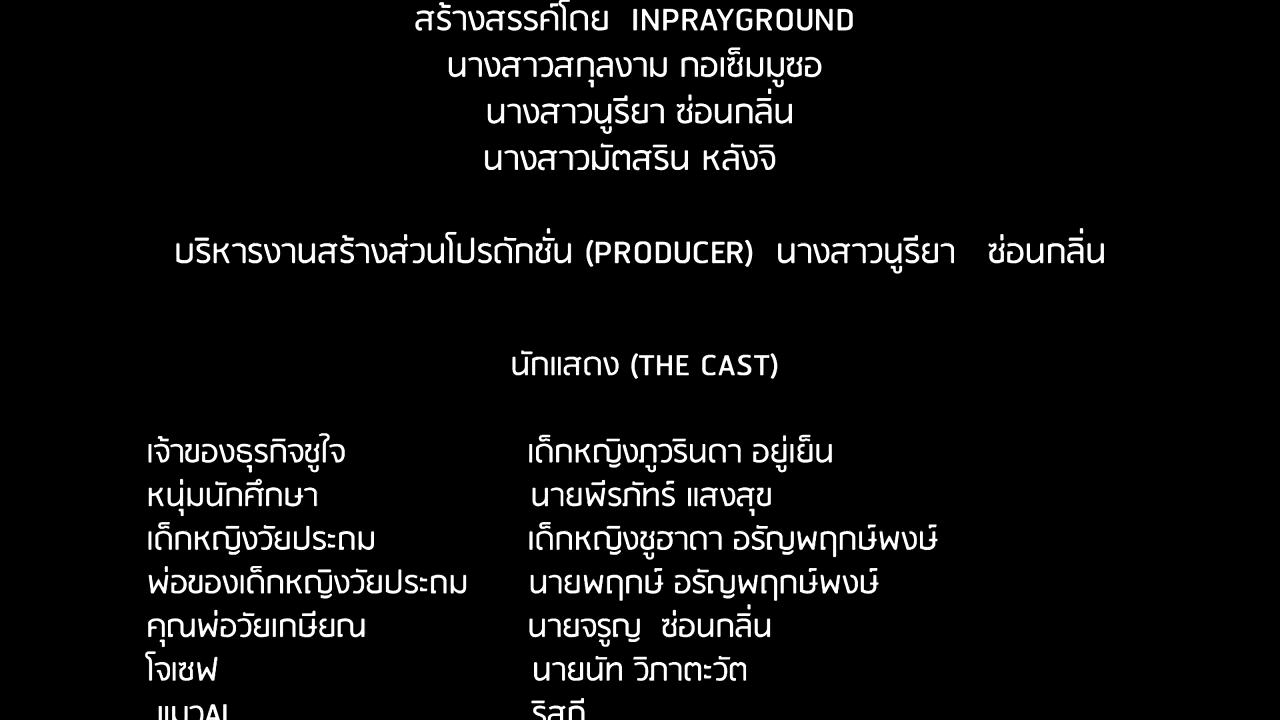 สร้างสรรค์โดย INPRAYGROUND
นางสาวสกุลงาม กอเซ็มมูซอ
นางสาวนูรียา ซ่อนกลิ่น
นางสาวมัตสริน หลังจิ
บริหารงานสร้างส่วนโปรดักชั่น (PRODUCER) นางสาวนูรียา ซ่อนกลิ่น
นักแสดง (THE CAST)
เจ้าของธุรกิจชูใจ เด็กหญิงภูวรินดา อยู่เย็น
หนุ่มนักศึกษา นายพีรภัทร์ แสงสุข
เด็กหญิงวัยประถม เด็กหญิงชูฮาดา อรัญพฤกษ์พงษ์
พ่อของเด็กหญิงวัยประถม นายพฤกษ์ อรัญพฤกษ์พงษ์
คุณพ่อวัยเกษียณ นายจรูญ ซ่อนกลิ่น
โจเซฟ นายนัท วิภาตะวัต
แมวAI